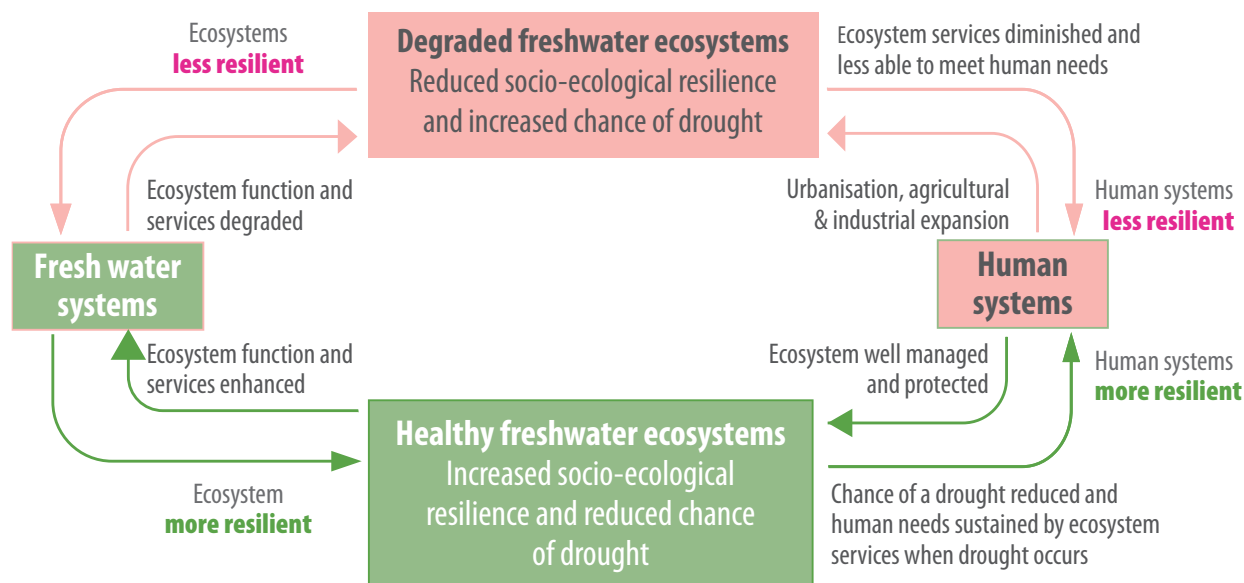 Ecosystems
less resilient
Degraded freshwater ecosystems
Reduced socio-ecological resilience
and increased chance of drought
Ecosystem services diminished and
less able to meet human needs
Ecosystem function and
services degraded
Urbanisation, agricultural
& industrial expansion
Human systems
less resilient
Fresh water
systems
Human
systems
Ecosystem function and
services enhanced
Ecosystem well managed
and protected
Human systems
more resilient
Healthy freshwater ecosystems
Increased socio-ecological
resilience and reduced chance
of drought
Ecosystem
more resilient
Chance of a drought reduced and
human needs sustained by ecosystem
services when drought occurs